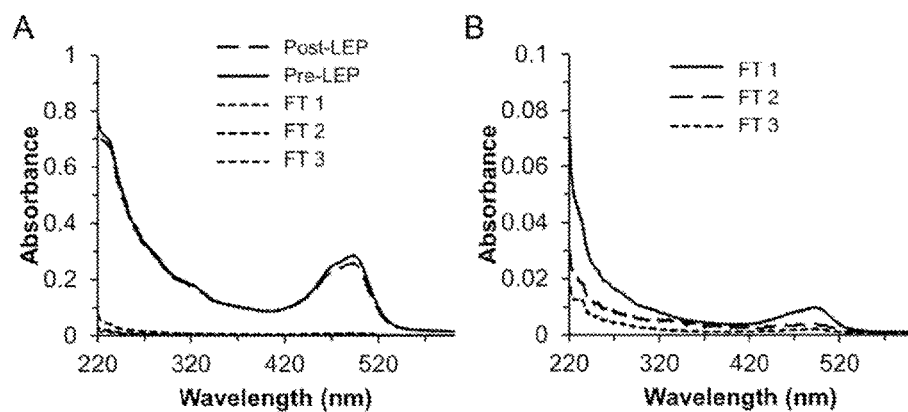 A
Post-LEP
Pre-LEP
FT 1
FT 2
FT 3
Absorbance
1
0.8
0.6
0.4
0.2
0
220 320 420 520
Wavelength (nm)
B
FT 1
FT 2
FT 3
Absorbance
0.1
0.08
0.06
0.04
0.02
0
220 320 420 520
Wavelength (nm)